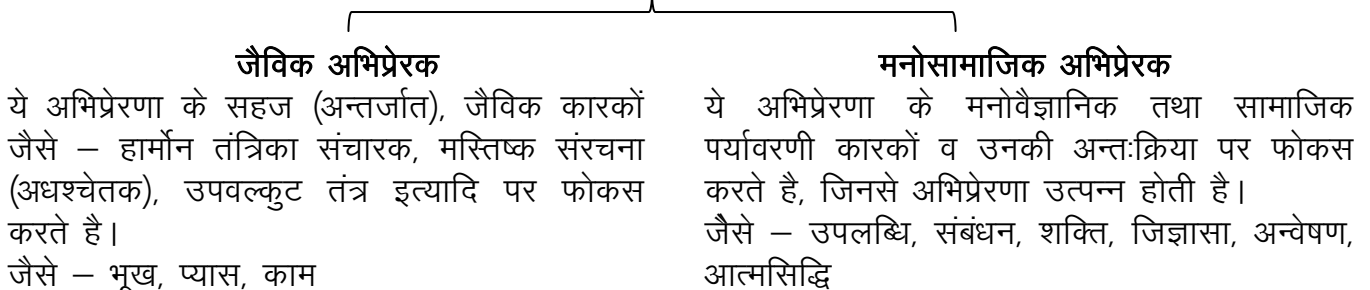 जैविक अभिप्रेरक
ये अभिप्रेरणा के सहज (अन्तर्जात), जैविक कारकों
जैसे – हार्मोन तंत्रिका संचारक, मस्तिष्क संरचना
(अधश्चेतक), उपवल्कुट तंत्र इत्यादि पर फोकस
करते है।
जैसे – भूख, प्यास, काम
मनोसामाजिक अभिप्रेरक
ये अभिप्रेरणा के मनोवैज्ञानिक तथा सामाजिक
पर्यावरणी कारकों व उनकी अन्तःक्रिया पर फोकस
करते है, जिनसे अभिप्रेरणा उत्पन्न होती है।
जैसे – उपलब्धि, संबंधन, शक्ति, जिज्ञासा, अन्वेषण,
आत्मसिद्धि